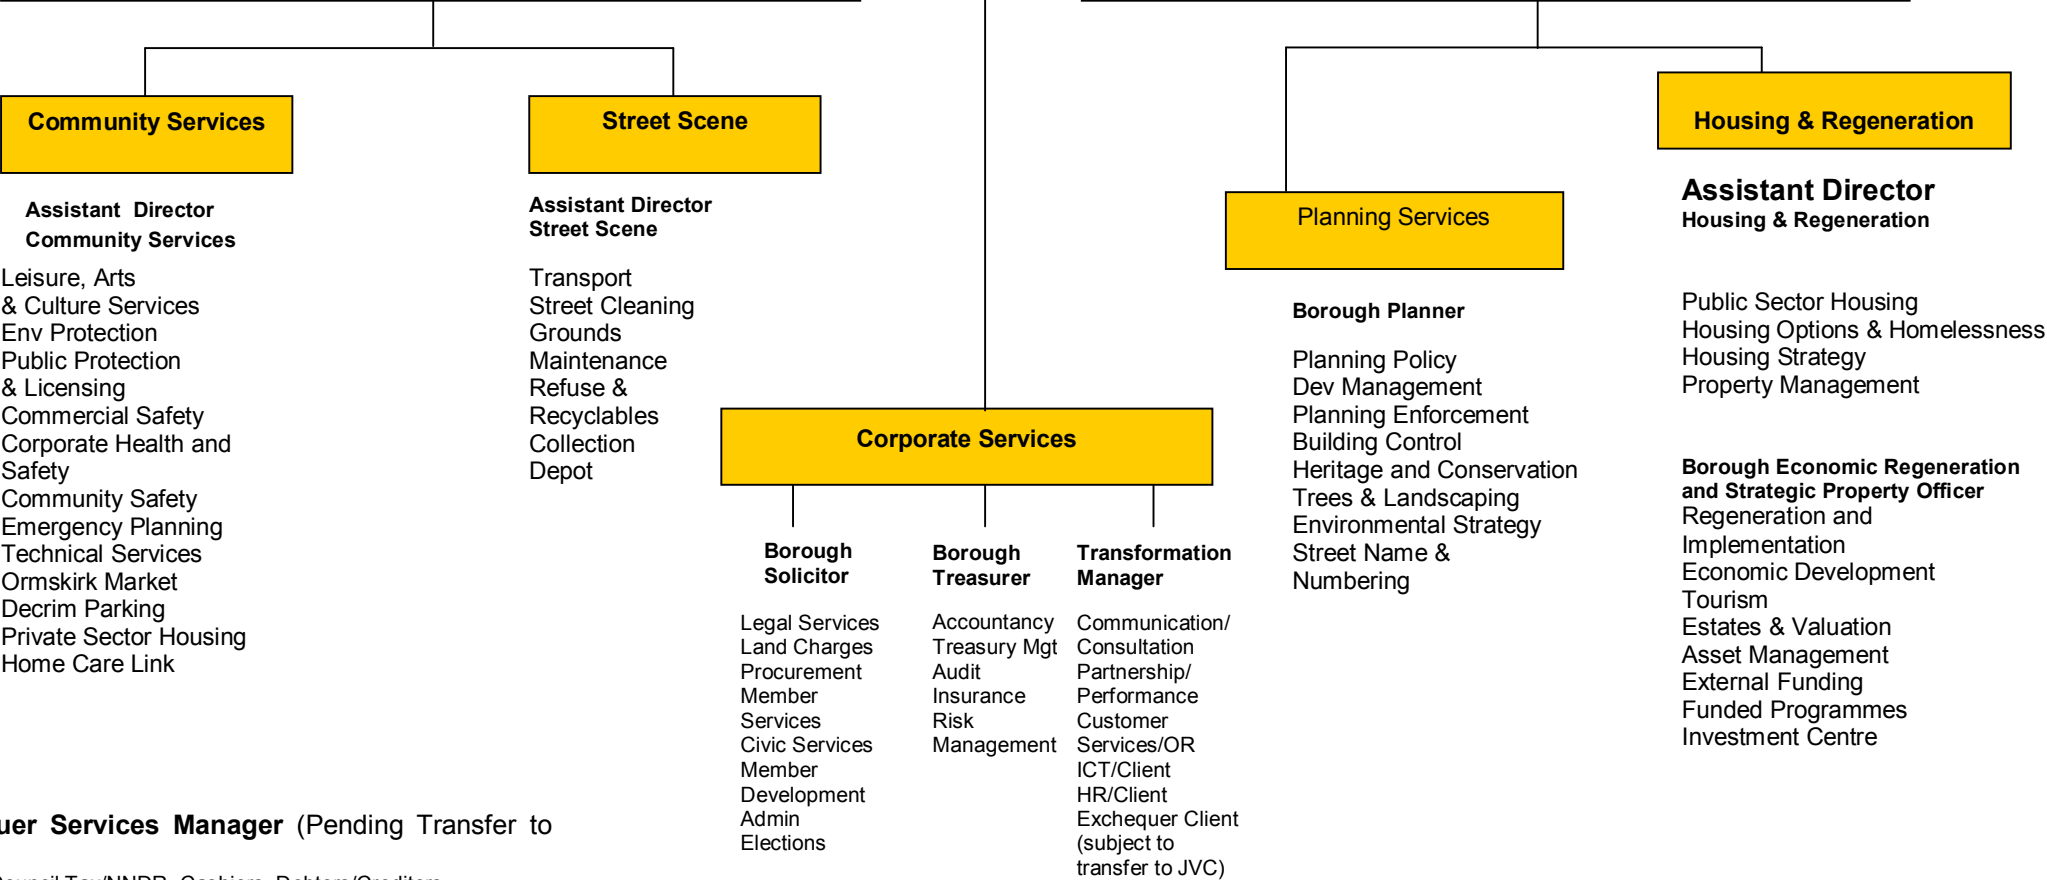 Community Services
Assistant Director
Community Services
Leisure, Arts
& Culture Services
Env Protection
Public Protection
& Licensing
Commercial Safety
Corporate Health and
Safety
Community Safety
Emergency Planning
Technical Services
Ormskirk Market
Decrim Parking
Private Sector Housing
Home Care Link
Street Scene
Assistant Director
Street Scene
Transport
Street Cleaning
Grounds
Maintenance
Refuse &
Recyclables
Collection
Depot
Corporate Services
Borough
Solicitor
Legal Services
Land Charges
Procurement
Member
Services
Civic Services
Member
Development
Admin
Elections
Borough
Treasurer
Accountancy
Treasury Mgt
Audit
Insurance
Risk
Management
Transformation
Manager
Communication/
Consultation
Partnership/
Performance
Customer
Services/OR
ICT/Client
HR/Client
Exchequer Client
(subject to
transfer to JVC)
Planning Services
Borough Planner
Planning Policy
Dev Management
Planning Enforcement
Building Control
Heritage and Conservation
Trees & Landscaping
Environmental Strategy
Street Name &
Numbering
Housing & Regeneration
Assistant Director
Housing & Regeneration
Public Sector Housing
Housing Options & Homelessness
Housing Strategy
Property Management
Borough Economic Regeneration
and Strategic Property Officer
Regeneration and
Implementation
Economic Development
Tourism
Estates & Valuation
Asset Management
External Funding
Funded Programmes
Investment Centre
Services Manager (Pending Transfer to
Tax/NNDR, Cashiers, Debtors/Creditors